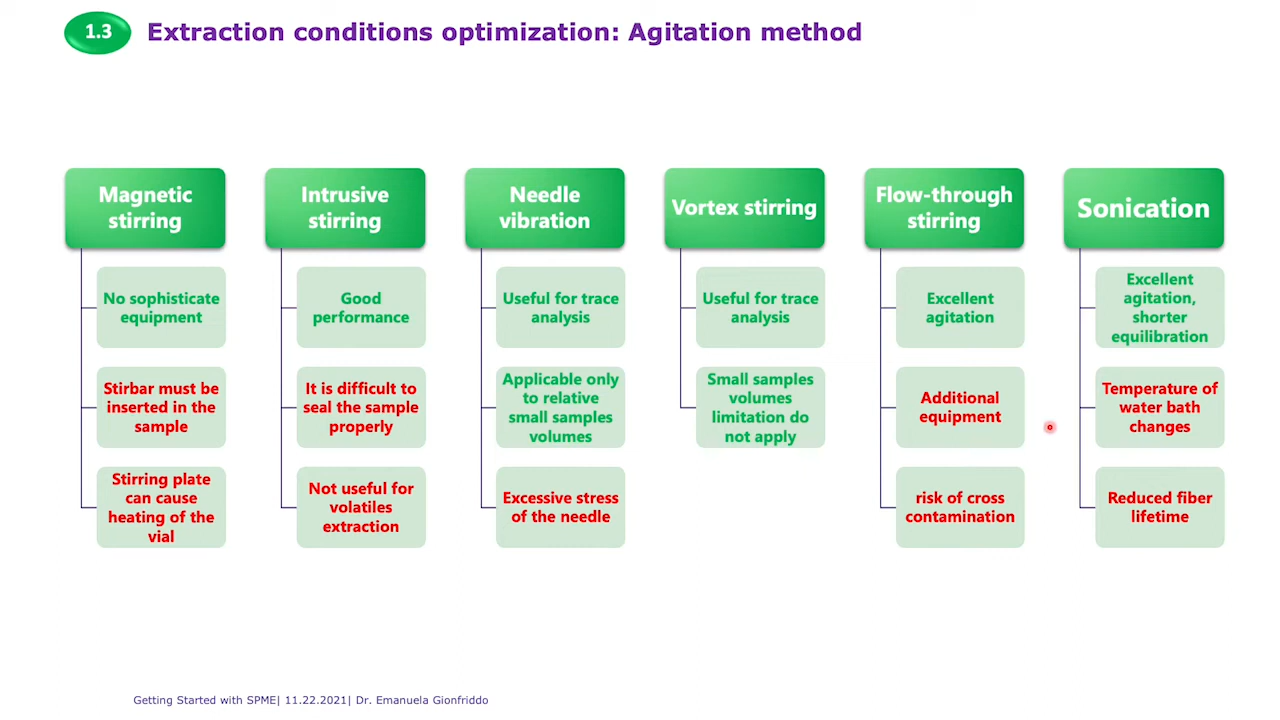 1.3
Extraction conditions optimization: Agitation method
Magnetic
stirring
No sophisticate
equipment
Stirbar must be
inserted in the
sample
Stirring plate
can cause
heating of the
vial
Intrusive
stirring
Good
performance
It is difficult to
seal the sample
properly
Not useful for
volatiles
extraction
Needle
vibration
Useful for trace
analysis
Applicable only
to relative
small samples
volumes
Excessive stress
of the needle
Vortex stirring
Useful for trace
analysis
Small samples
volumes
limitation do
not apply
Flow-through
stirring
Excellent
agitation
Additional
equipment
risk of cross
contamination
Sonication
Excellent
agitation,
shorter
equilibration
Temperature of
water bath
changes
Reduced fiber
lifetime
Getting Started with SPME| 11.22.2021| Dr. Emanuela Gionfriddo